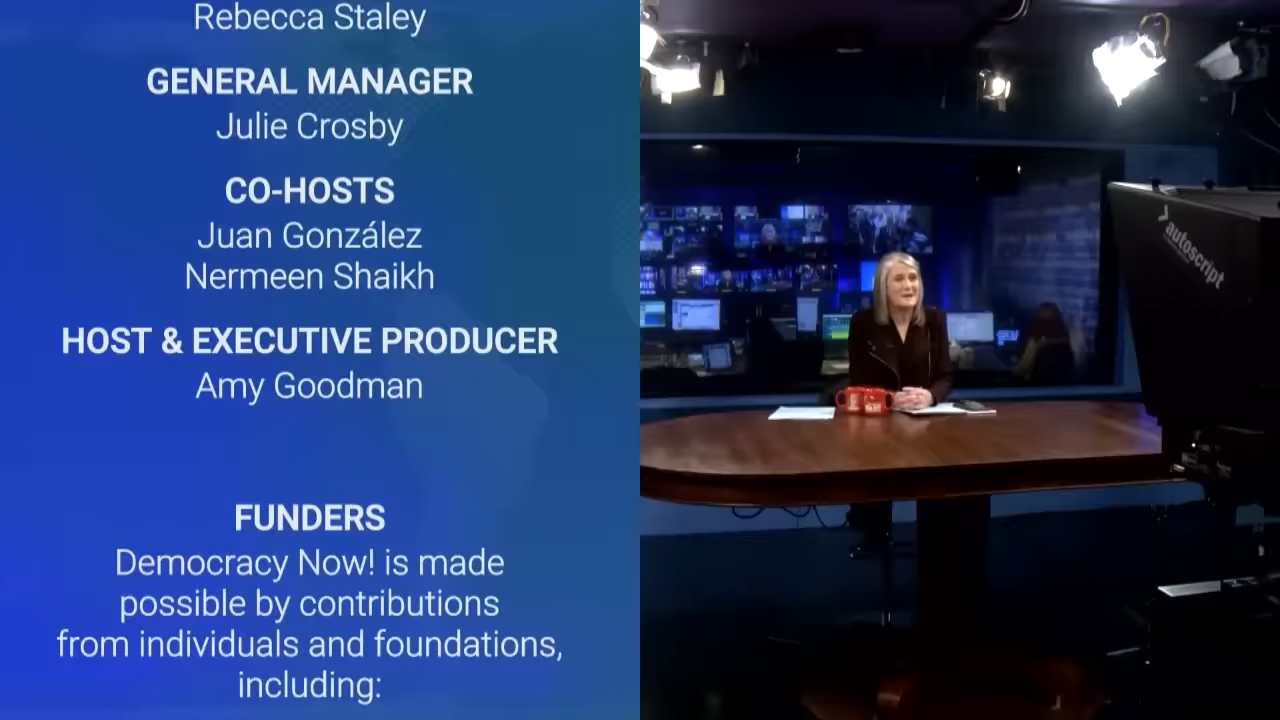 Rebecca Staley
GENERAL MANAGER
Julie Crosby
CO-HOSTS
Juan González
Nermeen Shaikh
HOST & EXECUTIVE PRODUCER
Amy Goodman
FUNDERS
Democracy Now! is made
possible by contributions
from individuals and foundations,
including:
autoscript